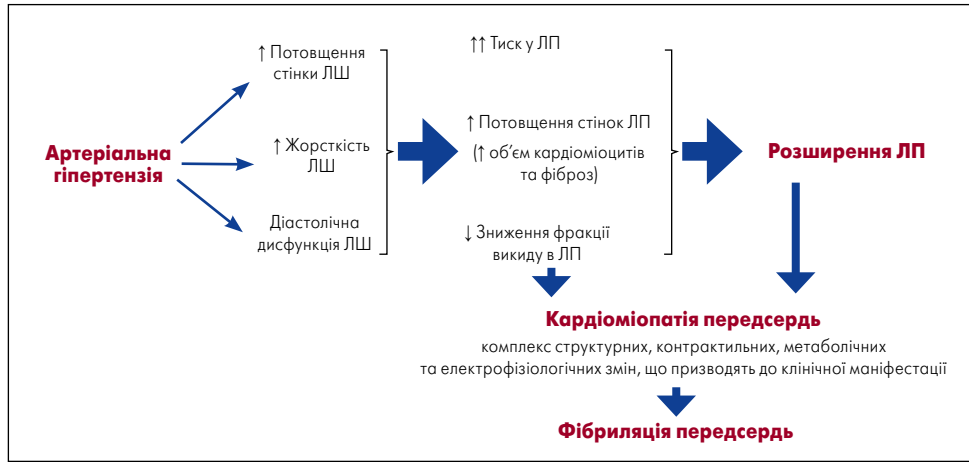 Артеріальна
гіпертензія
↑ Потовщення
стінки ЛШ
↑ Жорсткість
ЛШ
Діастолічна
дисфункція ЛШ
↑↑ Тиск у ЛП
↑ Потовщення стінок ЛП
(↑ об’єм кардіоміоцитів
та фіброз)
↓ Зниження фракції
викиду в ЛП
Розширення ЛП
Кардіоміопатія передсердь
комплекс структурних, контрактильних, метаболічних
та електрофізіологічних змін, що призводять до клінічної маніфестації
Фібриляція передсердь